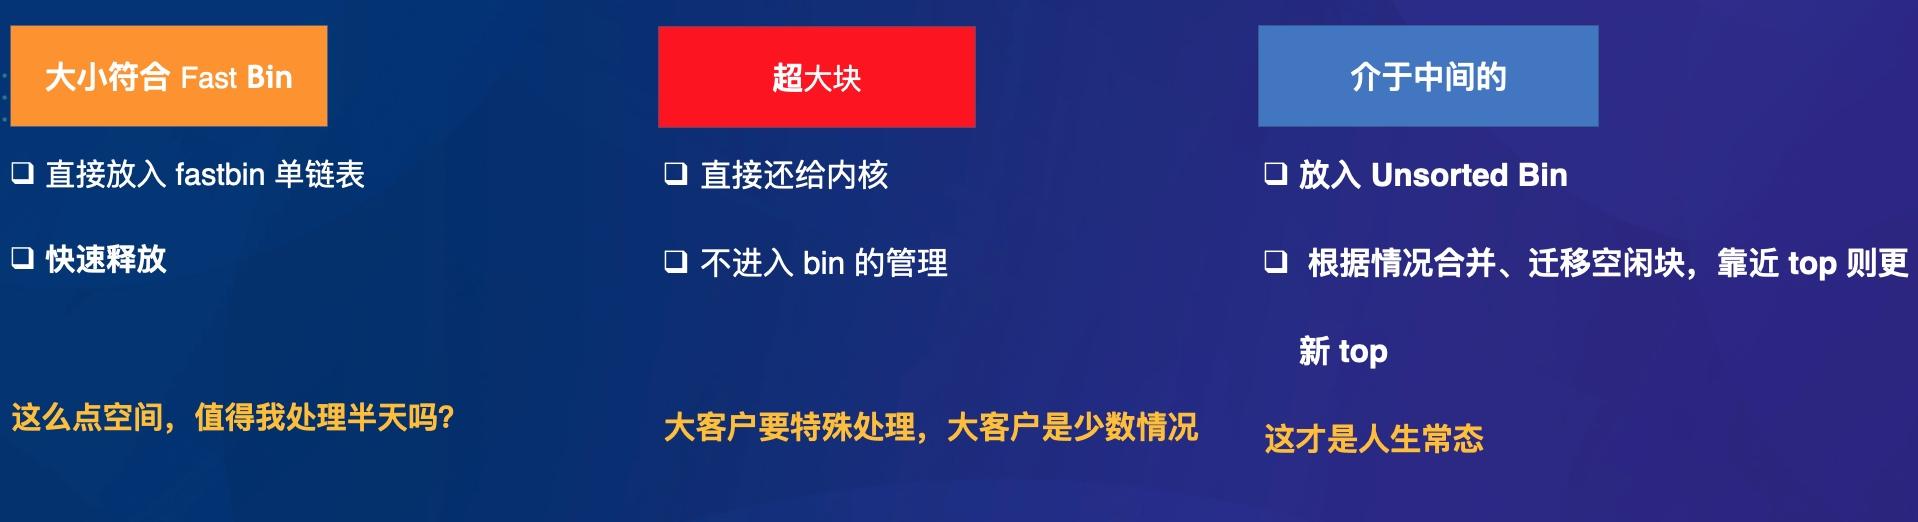 大小符合 Fast Bin
直接放入 fastbin 单链表
快速释放
这么点空间，值得我处理半天吗？
超大块
直接还给内核
不进入 bin 的管理
大客户要特殊处理，大客户是少数情况
介于中间的
放入 Unsorted Bin
根据情况合并、迁移空闲块，靠近 top 则更
新 top
这才是人生常态